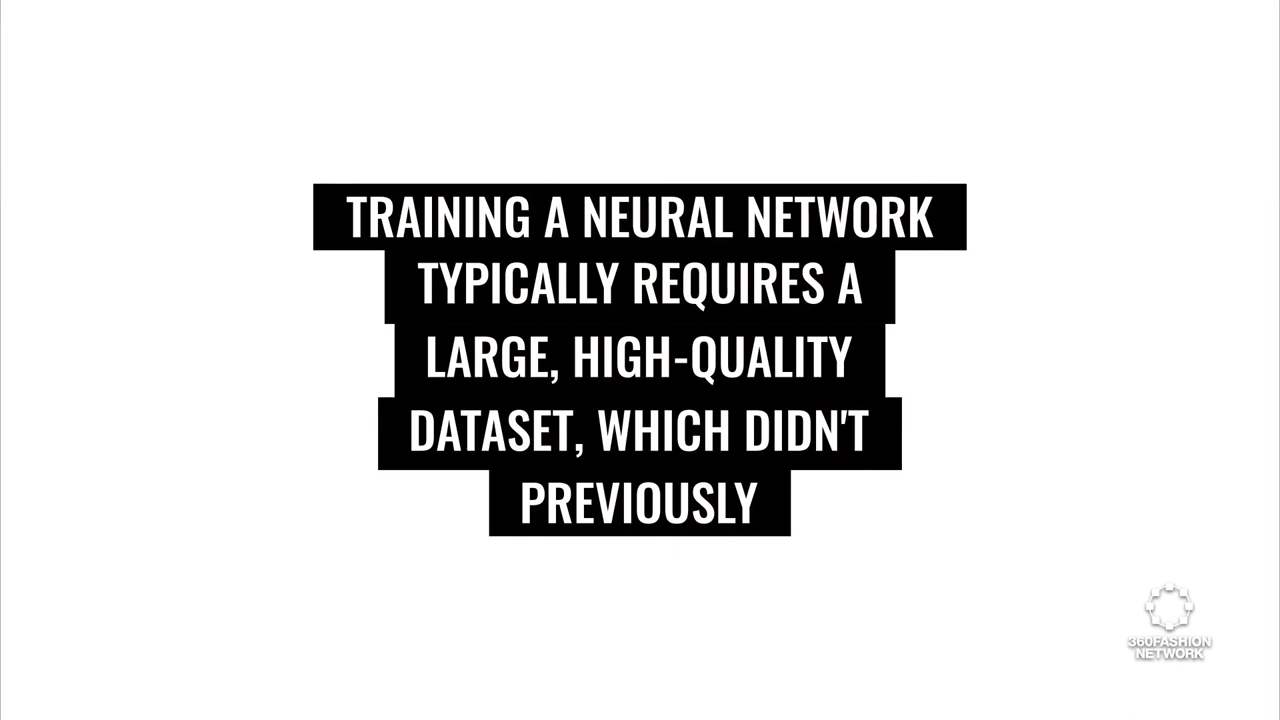 TRAINING A NEURAL NETWORK
TYPICALLY REQUIRES A
LARGE, HIGH-QUALITY
DATASET, WHICH DIDN'T
PREVIOUSLY
360FASHION
NETWORK